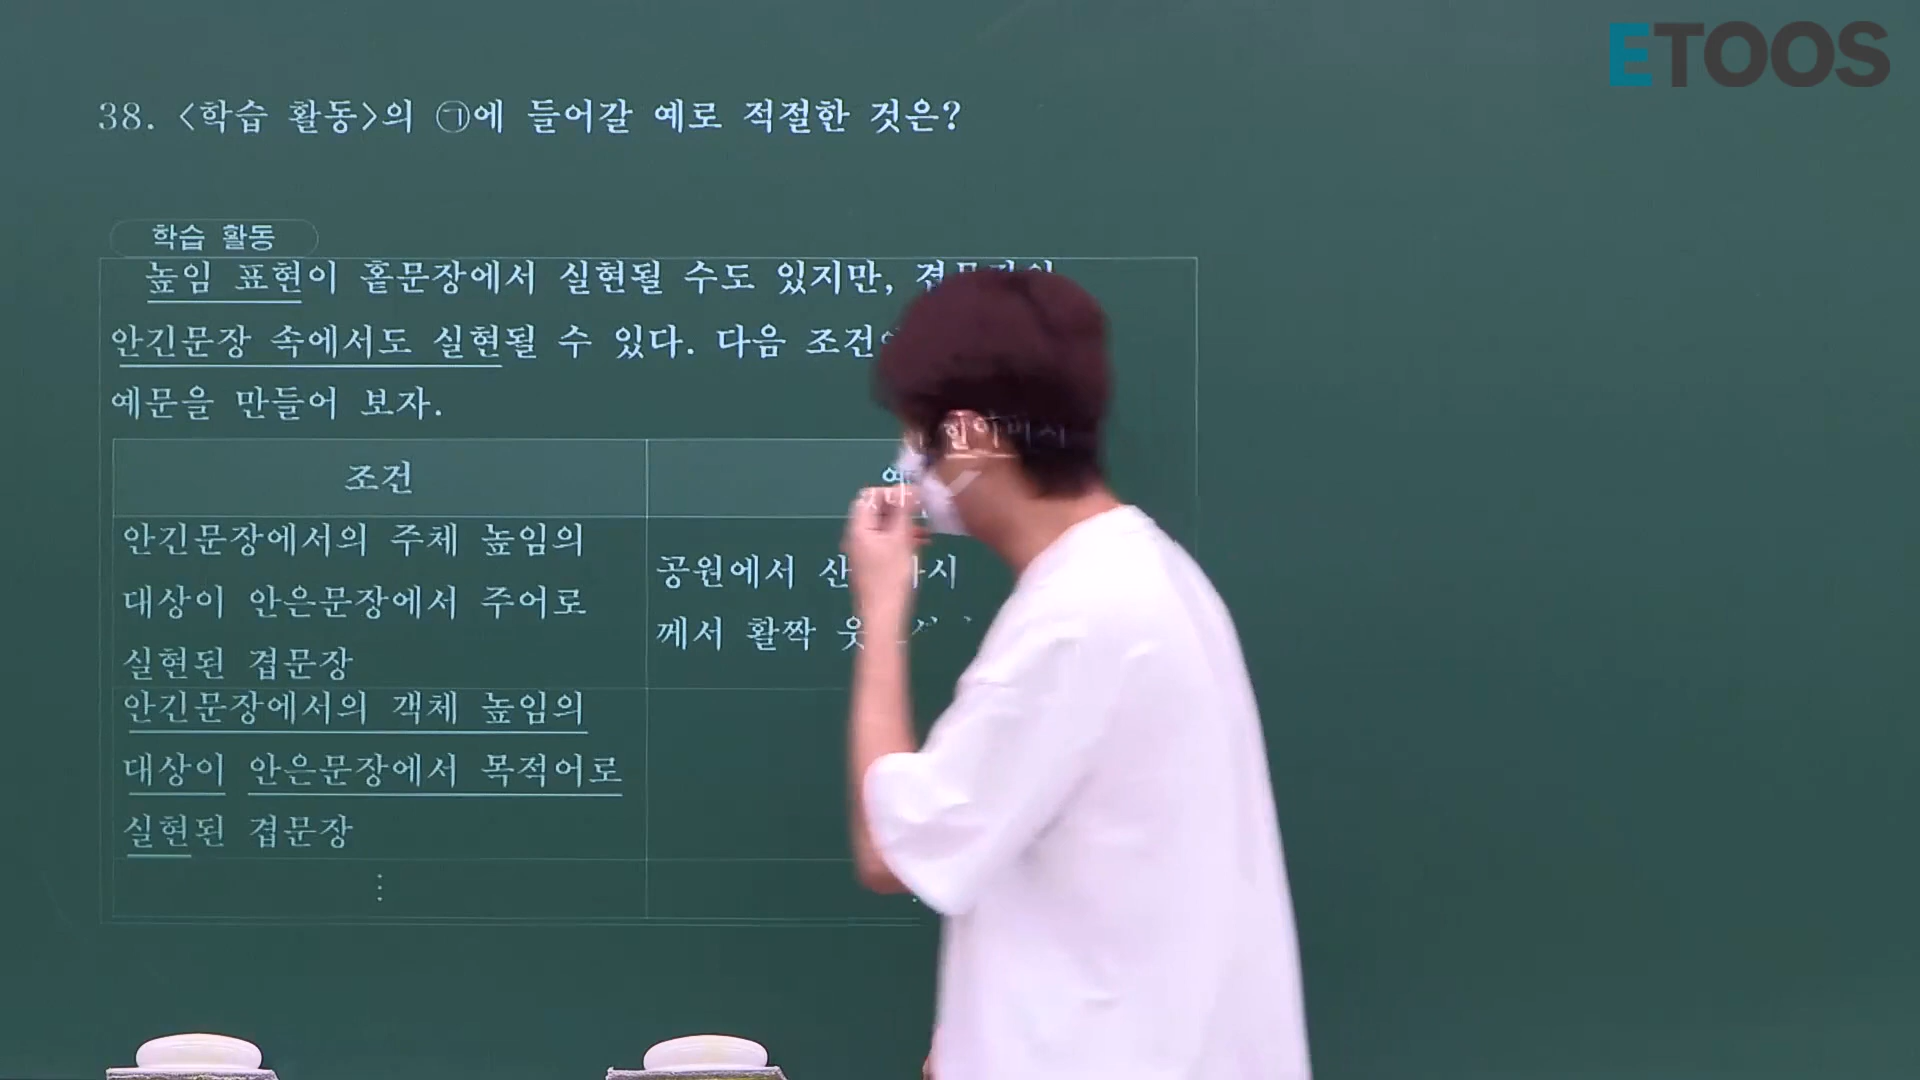 ETOOS
38. <학습 활동>의 ㉠에 들어갈 예로 적절한 것은?
학습 활동
높임 표현이 홑문장에서 실현될 수도 있지만,
안긴문장 속에서도 실현될 수 있다. 다음
예문을 만들어 보자.
조건
안긴문장에서의 주체 높임의
대상이 안은문장에서 주어로
실현된 겹문장
공원에서
께서 활짝
안긴문장에서의 객체 높임의
대상이 안은문장에서 목적어로
실현된 겹문장
⋮